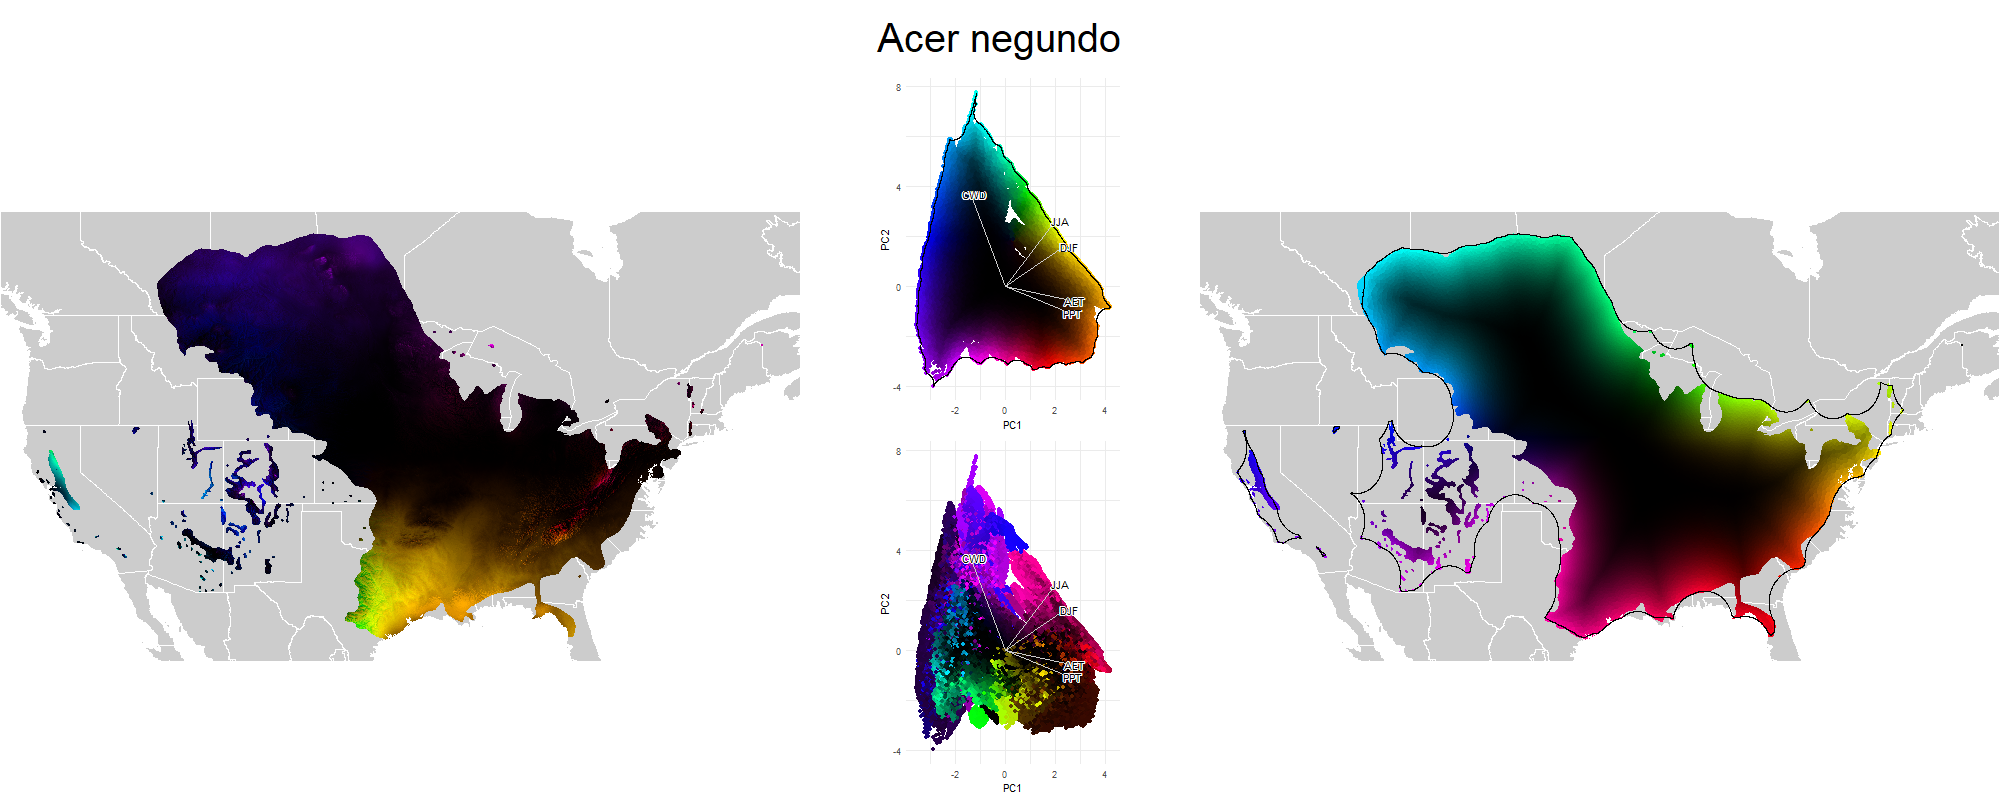 Acer negundo
8
4
0
-4
PC2
CWD
JJA
DJF
AET
PPT
-2 0 2 4
PC1
8
4
0
-4
PC2
CWD
JJA
DJF
AET
PPT
-2 0 2 4
PC1